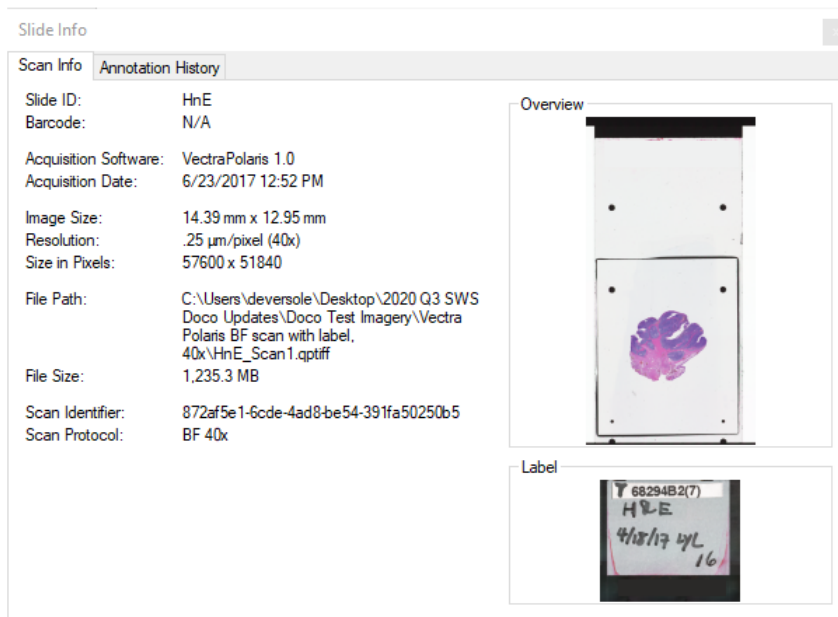 Slide Info
Scan Info Annotation History
Slide ID: HnE
Barcode: N/A
Acquisition Software: VectraPolaris 1.0
Acquisition Date: 6/23/2017 12:52 PM
Image Size: 14.39 mm x 12.95 mm
Resolution: .25 µm/pixel (40x)
Size in Pixels: 57600 x 51840
File Path: C:\Users\deversole\Desktop\2020 Q3 SWS
Doco Updates\Doco Test Imagery\Vectra
Polaris BF scan with label,
40x\HnE_Scan1.qptiff
File Size: 1,235.3 MB
Scan Identifier: 872af5e1-6cde-4ad8-be54-391fa50250b5
Scan Protocol: BF 40x
Overview
Label
T 68294B2(7)
H&E
4/18/17
16